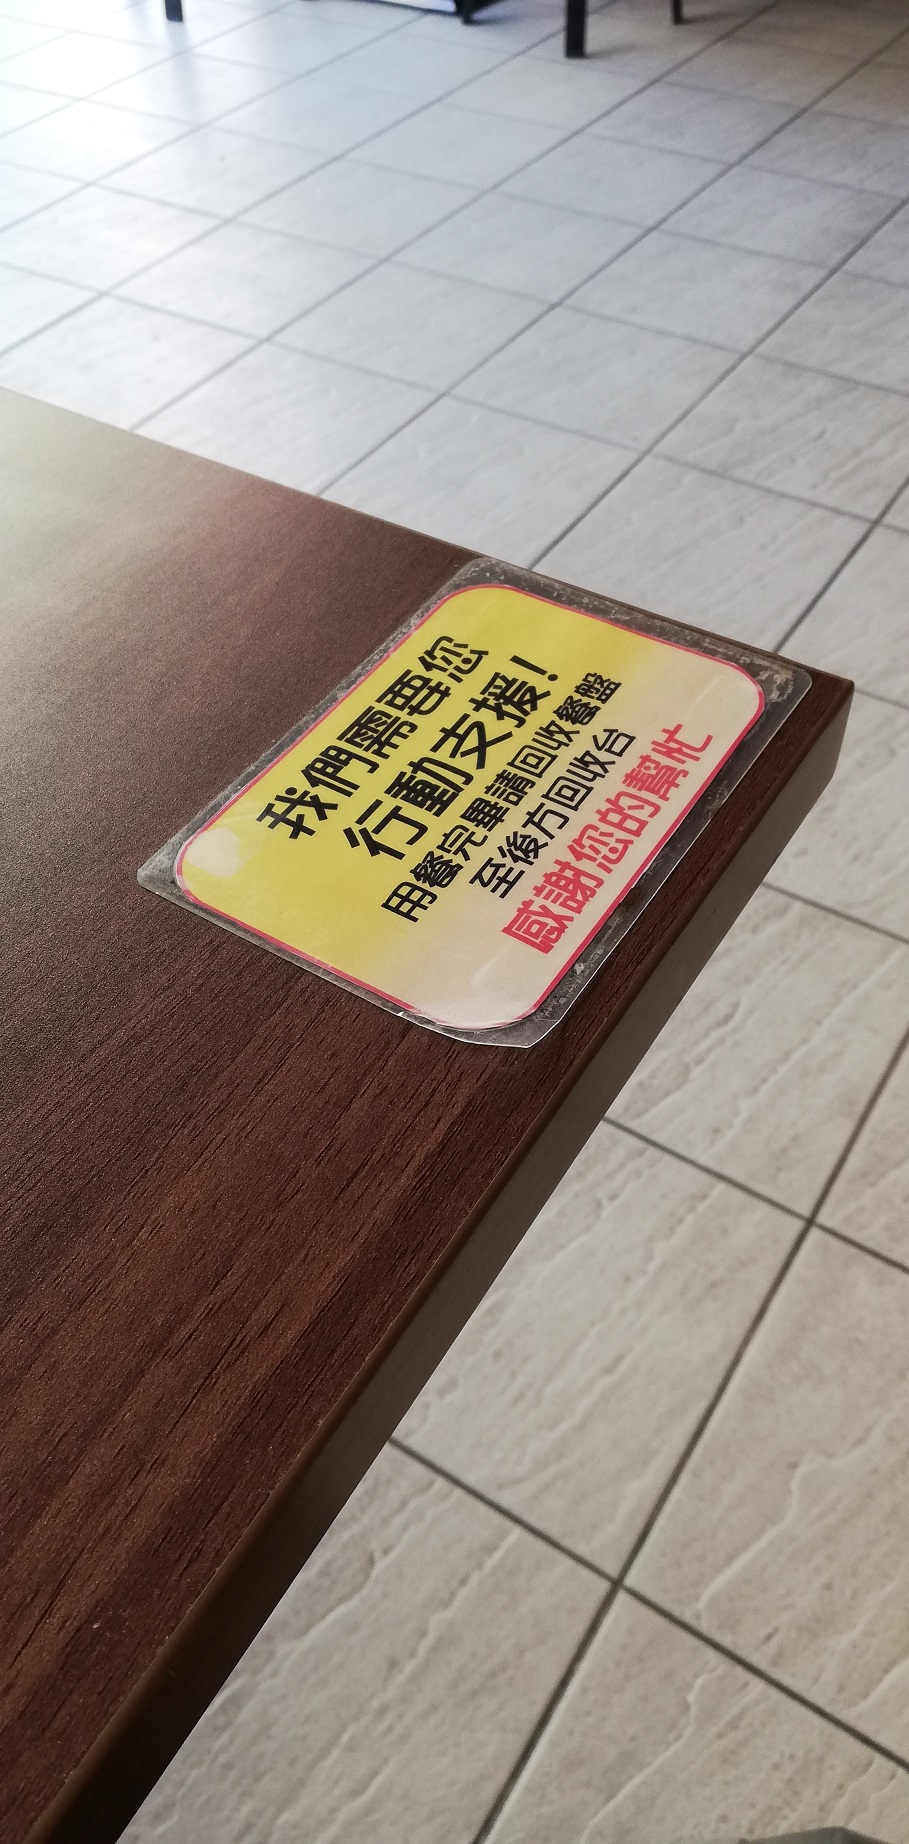 我們需要您
行動支援！
用餐完畢請回收餐盤
至後方回收台
感謝您的幫忙